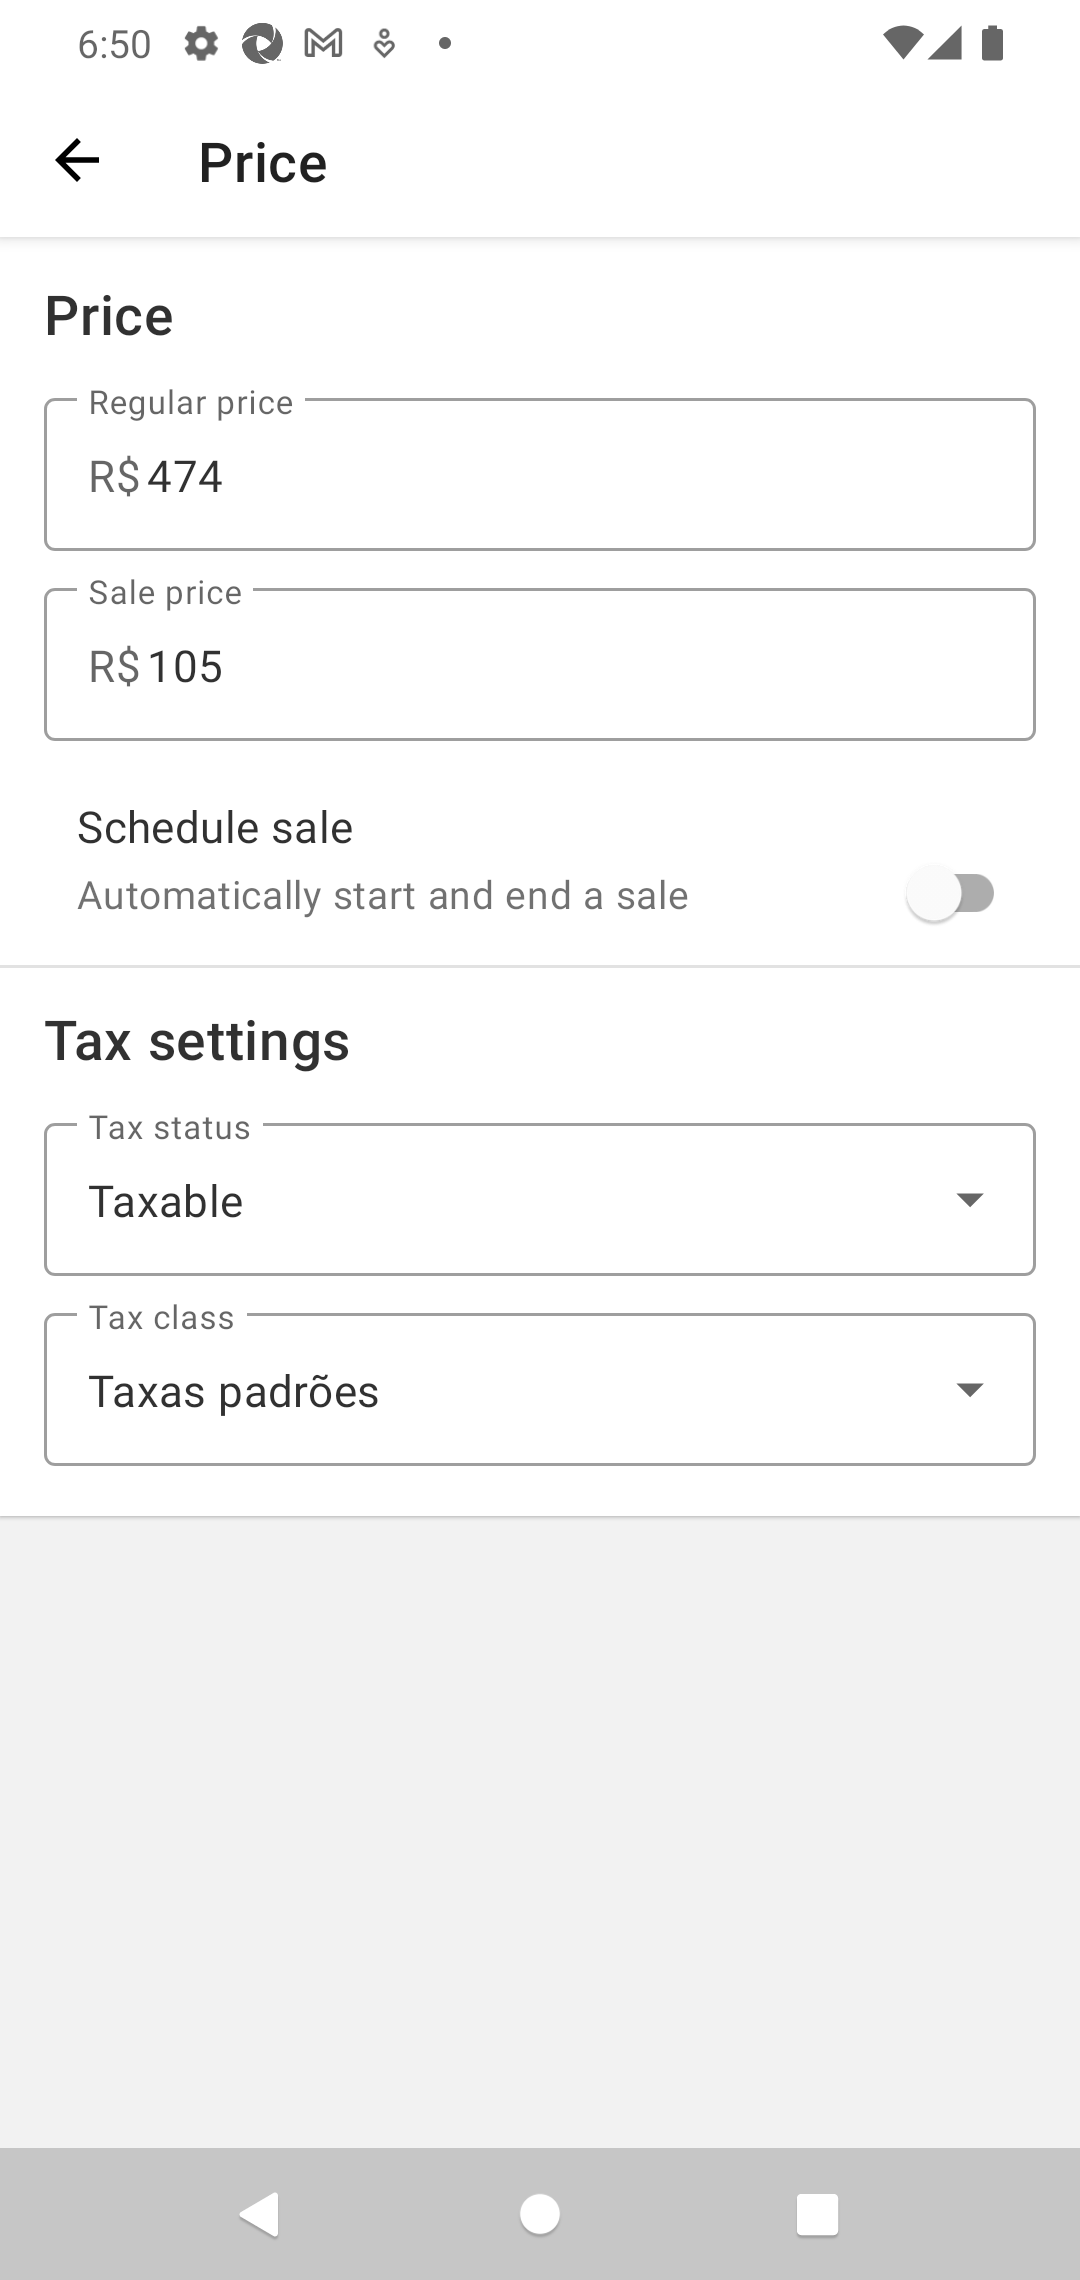 6:50
Price
Price
Regular price
R$ 474
Sale price
R$ 105
Schedule sale
Automatically start and end a sale
Tax settings
Tax status
Taxable
Tax class
Taxas padrões